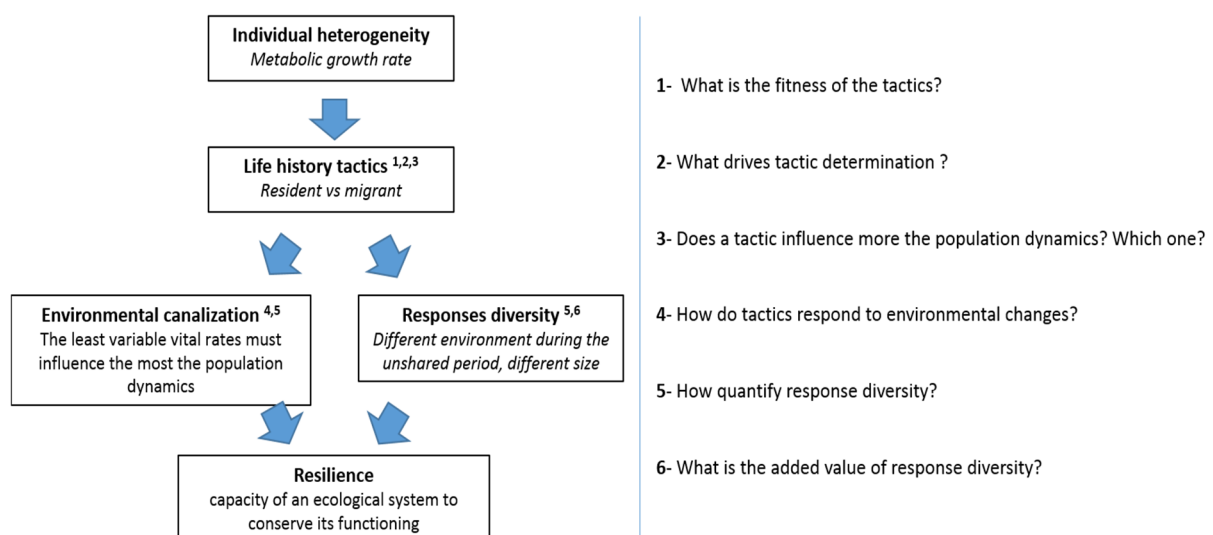 Individual heterogeneity
Metabolic growth rate
Life history tactics 1,2,3
Resident vs migrant
Environmental canalization 4,5
The least variable vital rates must
influence the most the population
dynamics
Responses diversity 5,6
Different environment during the
unshared period, different size
Resilience
capacity of an ecological system to
conserve its functioning
1- What is the fitness of the tactics?
2- What drives tactic determination ?
3- Does a tactic influence more the population dynamics? Which one?
4- How do tactics respond to environmental changes?
5- How quantify response diversity?
6- What is the added value of response diversity?